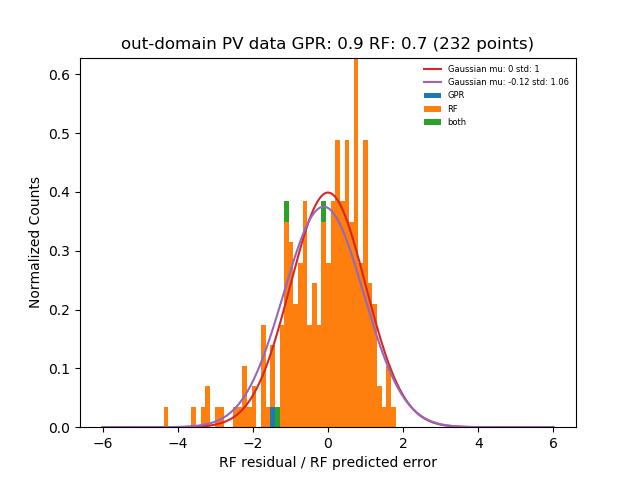 out-domain PV data GPR: 0.9 RF: 0.7 (232 points)
Gaussian mu: 0 std: 1
Gaussian mu: -0.12 std: 1.06
GPR
RF
both
Normalized Counts
0.6
0.5
0.4
0.3
0.2
0.1
0.0
−6 −4 −2 0 2 4 6
RF residual / RF predicted error